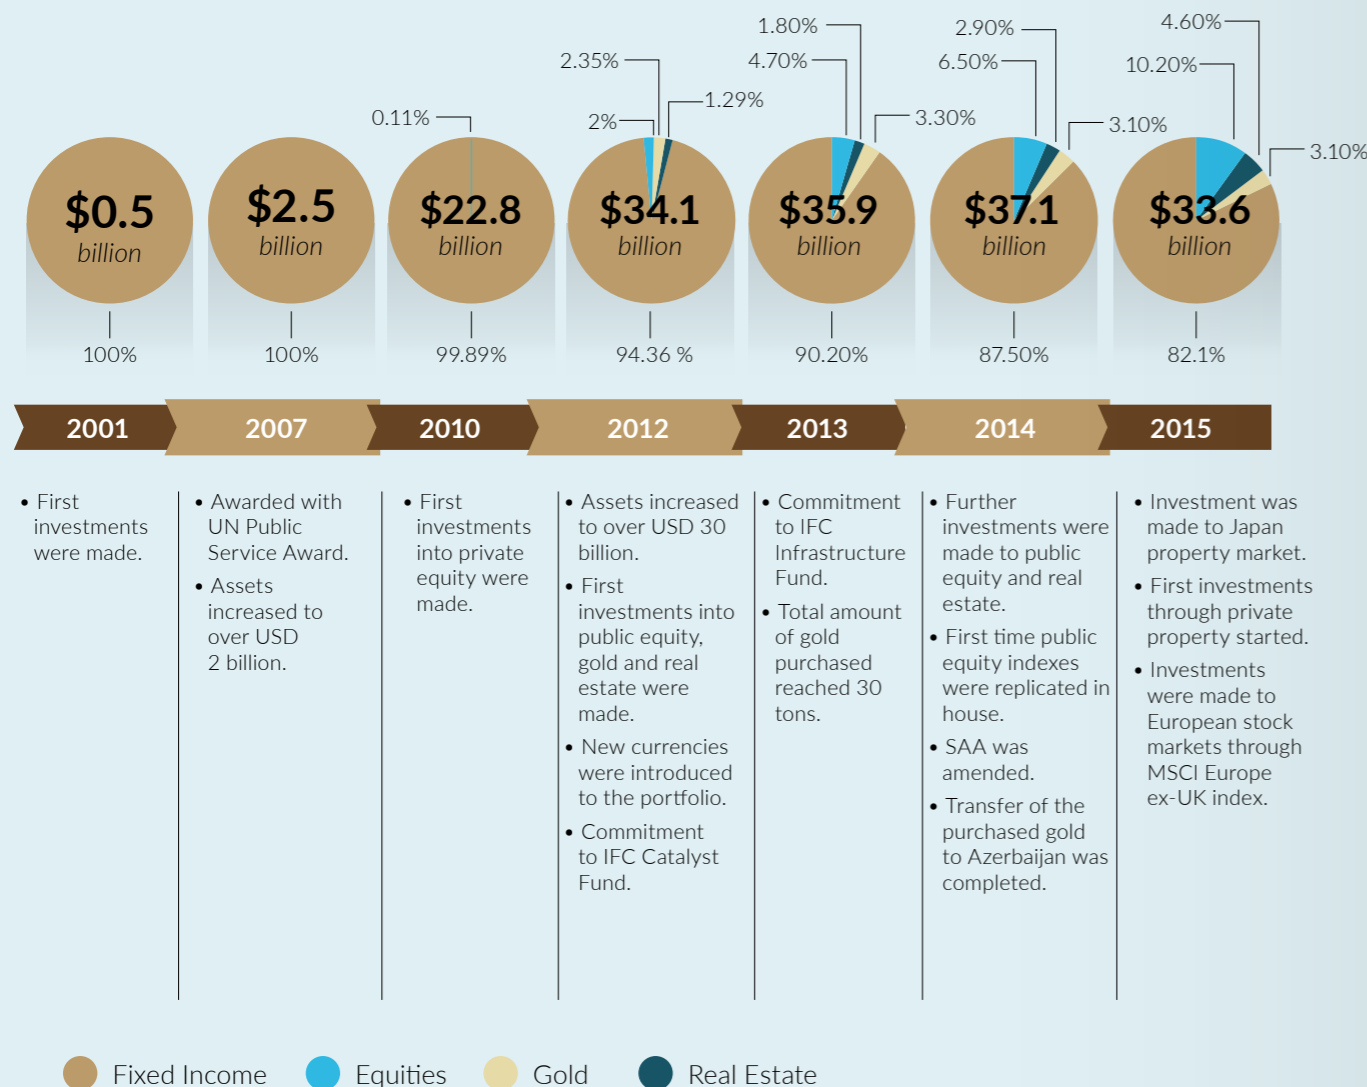 4.60%
1.80%
2.90%
2.35%
4.70%
6.50%
10.20%
1.29%
0.11%
2%
3.30%
3.10%
3.10%
$0.5
billion
$2.5
billion
$22.8
billion
$34.1
billion
$35.9
billion
$37.1
billion
$33.6
billion
100%
100%
99.89%
94.36 %
90.20%
87.50%
82.1%
2001
2007
2010
2012
2013
2014
2015
• First
investments
were made.
• Awarded with
UN Public
Service Award.
• Assets
increased to
over USD
2 billion.
• First
investments
into private
equity were
made.
• Assets increased
to over USD 30
billion.
• First
investments into
public equity,
gold and real
estate were
made.
• New currencies
were introduced
to the portfolio.
• Commitment
to IFC Catalyst
Fund.
• Commitment
to IFC
Infrastructure
Fund.
• Total amount
of gold
purchased
reached 30
tons.
• Further
investments were
made to public
equity and real
estate.
• First time public
equity indexes
were replicated in
house.
• SAA was
amended.
• Transfer of the
purchased gold
to Azerbaijan was
completed.
• Investment was
made to Japan
property market.
• First investments
through private
property started.
• Investments
were made to
European stock
markets through
MSCI Europe
ex-UK index.
Fixed Income
Equities
Gold
Real Estate